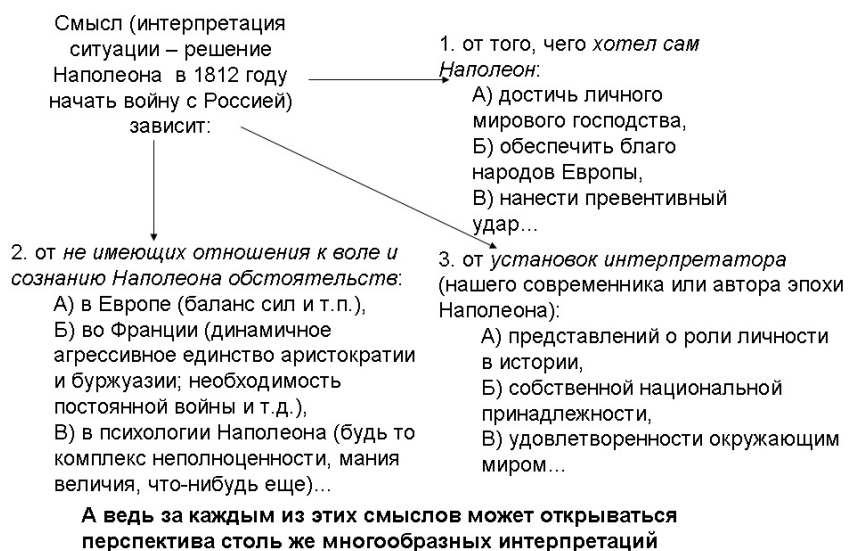 Смысл (интерпретация
ситуации – решение
Наполеона в 1812 году
начать войну с Россией)
зависит:
1. от того, чего хотел сам
Наполеон:
А) достичь личного
мирового господства,
Б) обеспечить благо
народов Европы,
В) нанести превентивный
удар…
2. от не имеющих отношения к воле и
сознанию Наполеона обстоятельств:
А) в Европе (баланс сил и т.п.),
Б) во Франции (динамичное
агрессивное единство аристократии
и буржуазии; необходимость
постоянной войны и т.д.),
В) в психологии Наполеона (будь то
комплекс неполноценности, мания
величия, что-нибудь еще)…
3. от установок интерпретатора
(нашего современника или автора эпохи
Наполеона):
А) представлений о роли личности
в истории,
Б) собственной национальной
принадлежности,
В) удовлетворенности окружающим
миром…
А ведь за каждым из этих смыслов может открываться
перспектива столь же многообразных интерпретаций